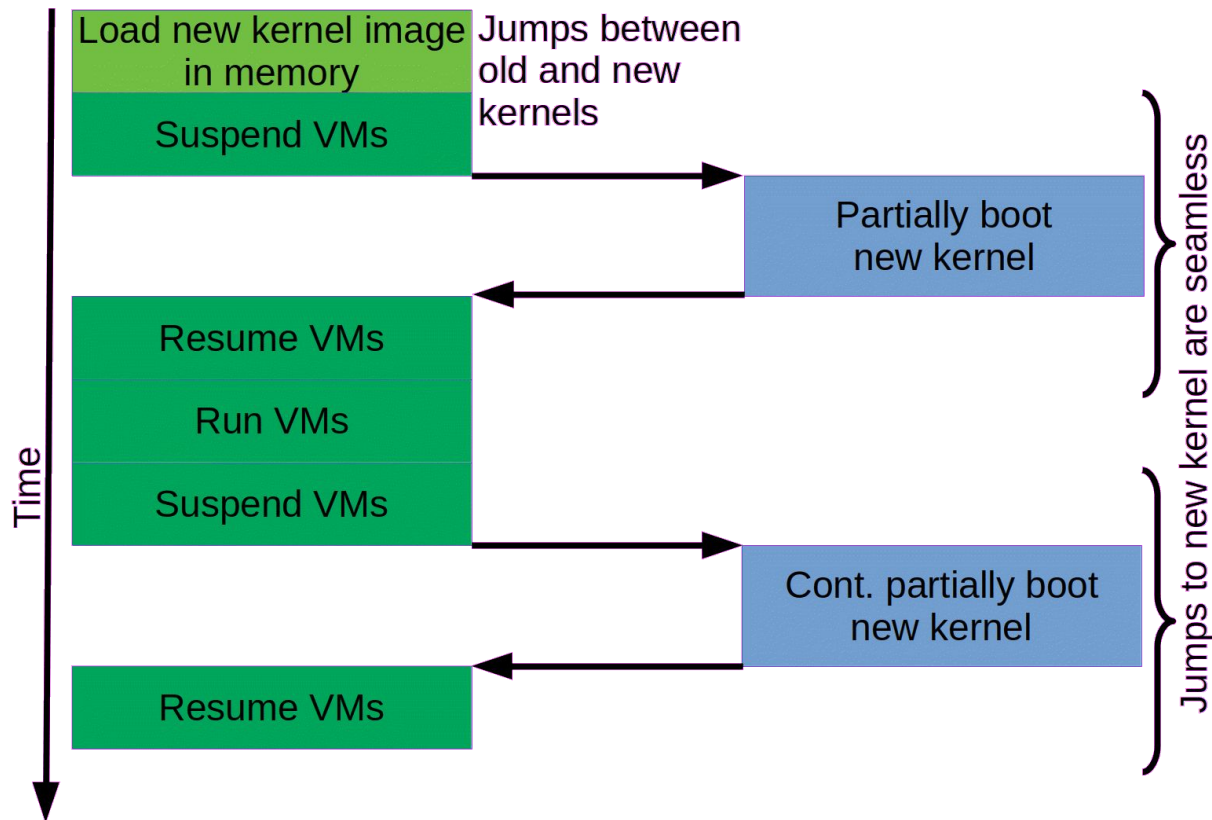 Load new kernel image
in memory
Jumps between
old and new
kernels
Suspend VMs
Partially boot
new kernel
Resume VMs
Run VMs
Suspend VMs
Cont. partially boot
new kernel
Resume VMs
Time
Jumps to new kernel are seamless